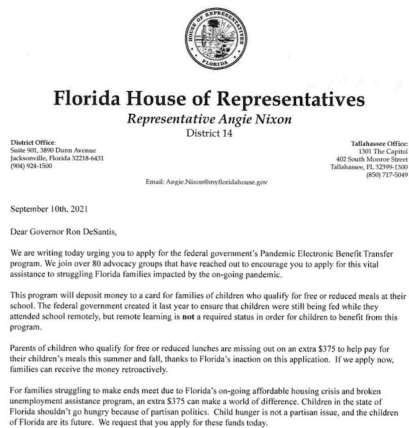 HOUSE OF REPRESENTATIVES
FLORIDA
Florida House of Representatives
Representative Angie Nixon
District 14
District Office:
Suite 901, 3890 Dunn Avenue
Jacksonville, Florida 32218-6431
(904) 924-1500
Tallahassee Office:
1301 The Capitol
402 South Monroe Street
Tallahassee, FL 32399-1300
(850) 717-5049
Email: Angie.Nixon@myfloridahouse.gov
September 10th, 2021
Dear Governor Ron DeSantis,
We are writing today urging you to apply for the federal government's Pandemic Electronic Benefit Transfer
program. We join over 80 advocacy groups that have reached out to encourage you to apply for this vital
assistance to struggling Florida families impacted by the on-going pandemic.
This program will deposit money to a card for families of children who qualify for free or reduced meals at their
school. The federal government created it last year to ensure that children were still being fed while they
attended school remotely, but remote learning is not a required status in order for children to benefit from this
program.
Parents of children who qualify for free or reduced lunches are missing out on an extra $375 to help pay for
their children's meals this summer and fall, thanks to Florida's inaction on this application. If we apply now,
families can receive the money retroactively.
For families struggling to make ends meet due to Florida's on-going affordable housing crisis and broken
unemployment assistance program, an extra $375 can make a world of difference. Children in the state of
Florida shouldn't go hungry because of partisan politics. Child hunger is not a partisan issue, and the children
of Florida are its future. We request that you apply for these funds today.